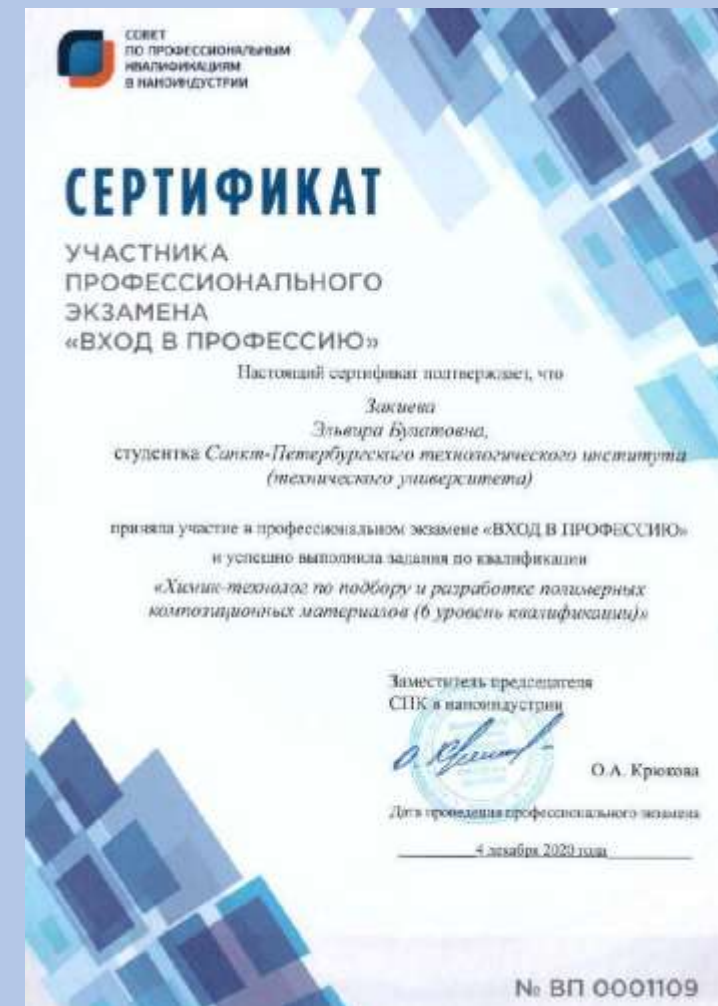 СОВЕТ
ПО ПРОФЕССИОНАЛЬНЫМ
КВАЛИФИКАЦИЯМ
В НАНОИНДУСТРИИ
СЕРТИФИКАТ
УЧАСТНИКА
ПРОФЕССИОНАЛЬНОГО
ЭКЗАМЕНА
«ВХОД В ПРОФЕССИЮ»
Настоящий сертификат подтверждает, что
Закиева
Эльвира Булатовна,
студентка Санкт-Петербургского технологического института
(технического университета)
приняла участие в профессиональном экзамене «ВХОД В ПРОФЕССИЮ»
и успешно выполнила задания по квалификации
«Химик-технолог по подбору и разработке полимерных
композиционных материалов (6 уровень квалификации)»
Заместитель председателя
СПК в наноиндустрии
О.А. Крюкова
Дата проведения профессионального экзамена
4 декабря 2020 года
№ ВП 0001109